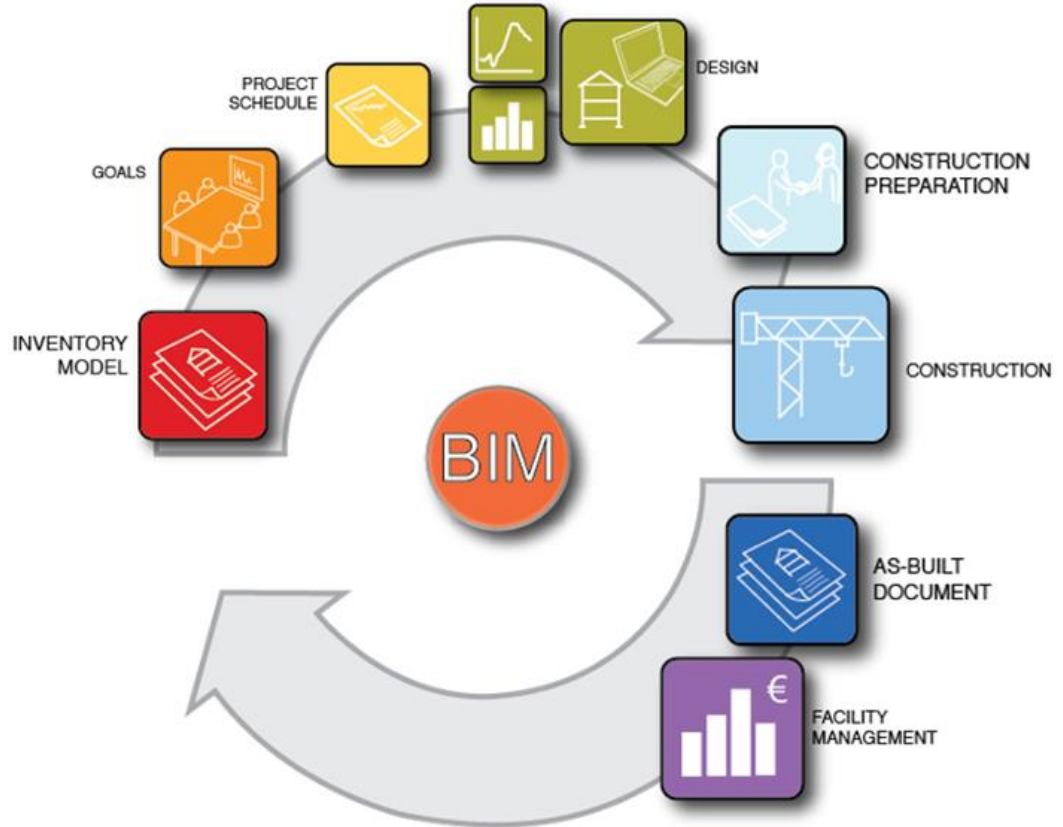 PROJECT
SCHEDULE
DESIGN
GOALS
CONSTRUCTION
PREPARATION
INVENTORY
MODEL
CONSTRUCTION
BIM
AS-BUILT
DOCUMENT
€
FACILITY
MANAGEMENT